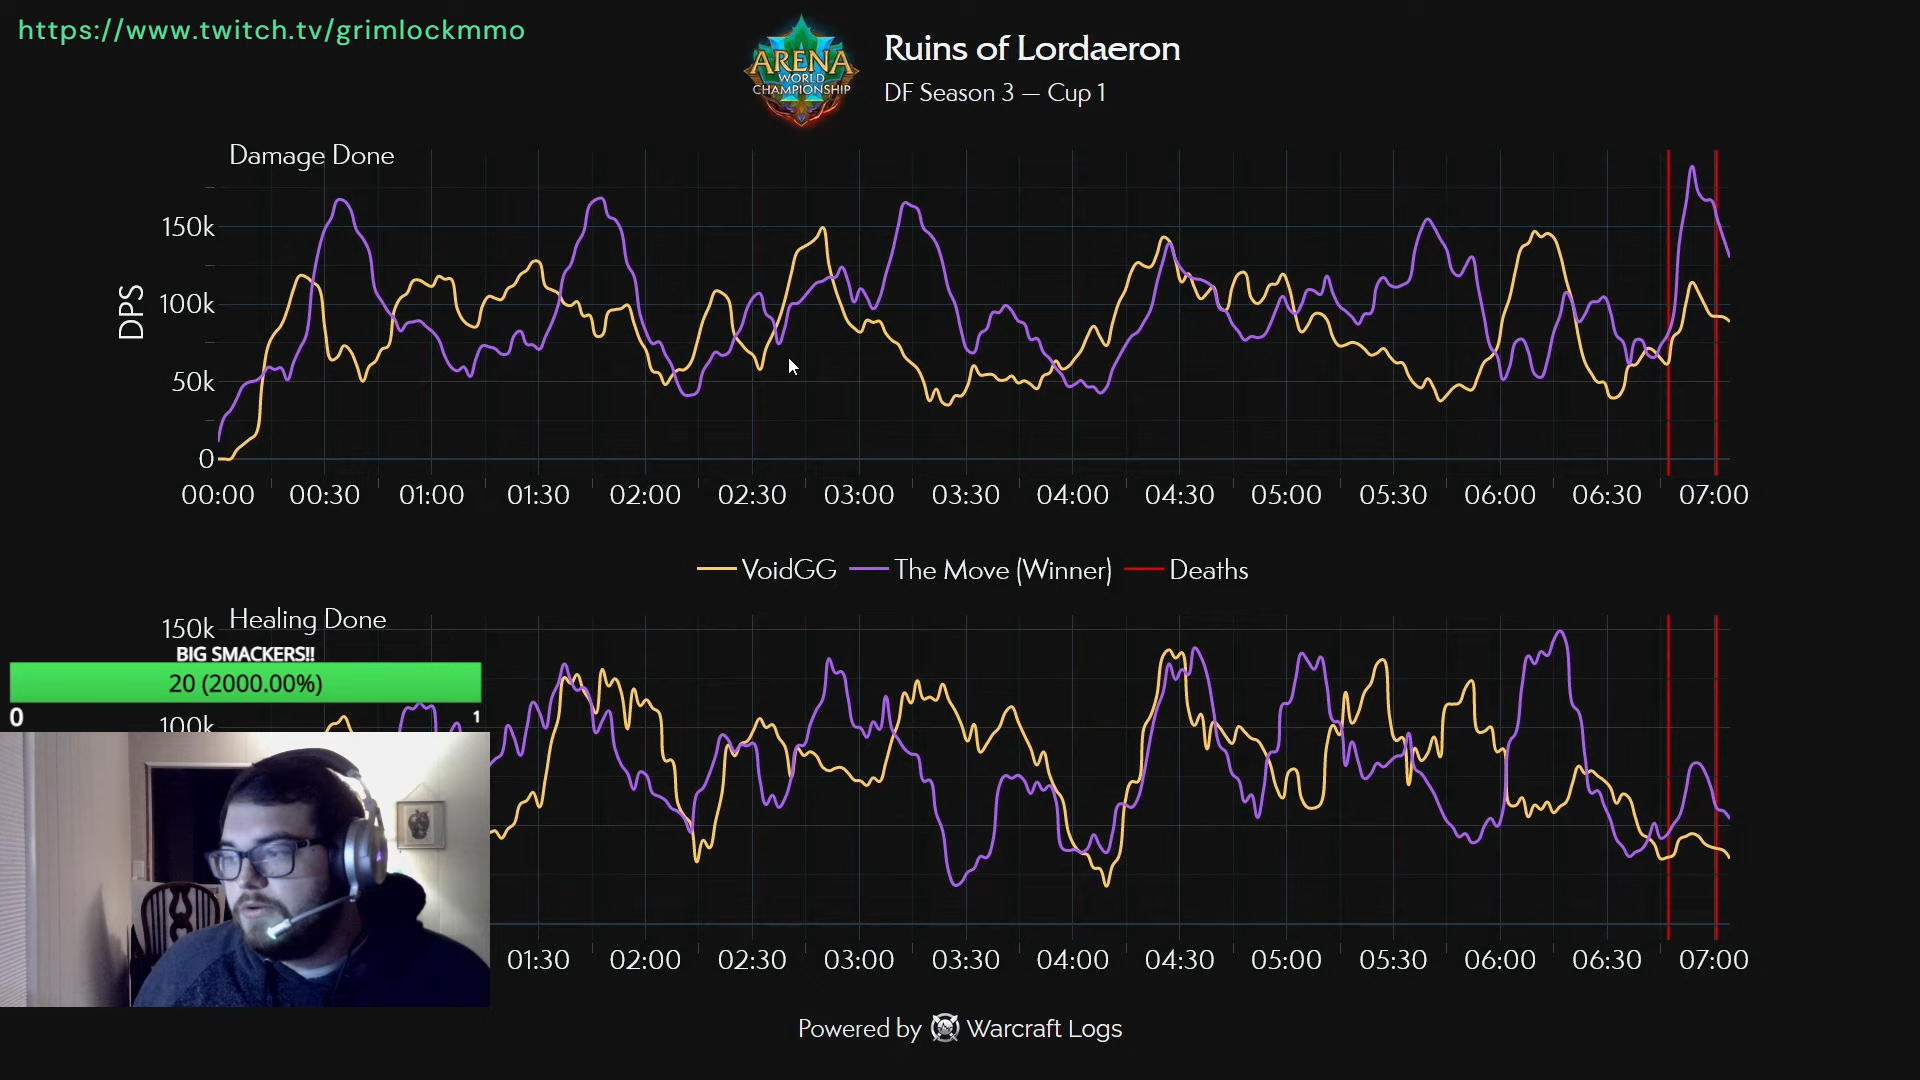 https://www.twitch.tv/grimlockmmo
ARENA
WORLD
CHAMPIONSHIP
Ruins of Lordaeron
DF Season 3 — Cup 1
Damage Done
DPS
150k
100k
50k
0
00:00 00:30 01:00 01:30 02:00 02:30 03:00 03:30 04:00 04:30 05:00 05:30 06:00 06:30 07:00
VoidGG The Move (Winner) Deaths
Healing Done
150k
BIG SMACKERS!!
20 (2000.00%)
0 1
100k
01:30 02:00 02:30 03:00 03:30 04:00 04:30 05:00 05:30 06:00 06:30 07:00
Powered by Warcraft Logs